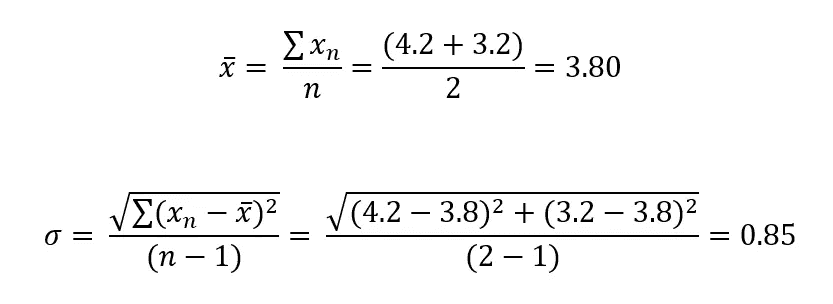 x̄ = ∑ xₙ / n = (4.2 + 3.2) / 2 = 3.80
σ = √∑(xₙ − x̄)² / (n − 1) = √(4.2 − 3.8)² + (3.2 − 3.8)² / (2 − 1) = 0.85